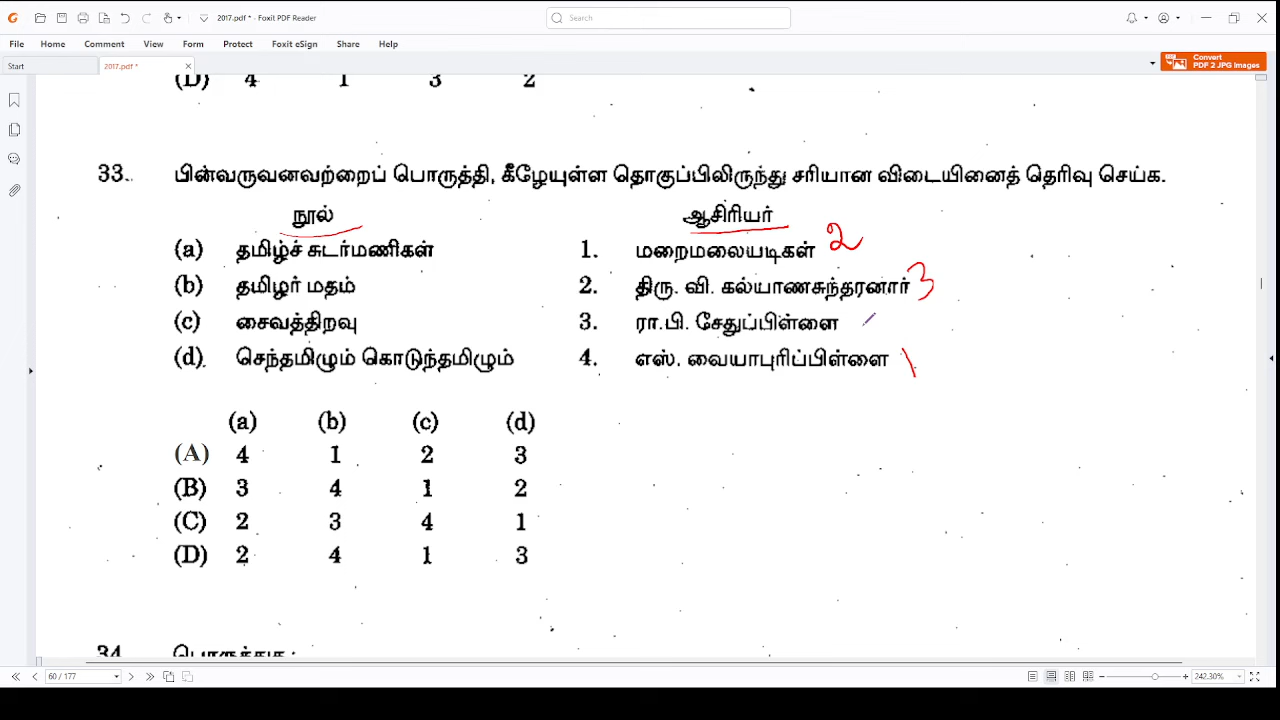 2017.pdf * - Foxit PDF Reader
Search
File Home Comment View Form Protect Foxit eSign Share Help
Start
2017.pdf *
Convert
PDF 2 JPG Images
(D) 4 1 3 2
33. பின்வருவனவற்றைப் பொருத்தி, கீழேயுள்ள தொகுப்பிலிருந்து சரியான விடையினைத் தெரிவு செய்க.
நூல் ஆசிரியர்
(a) தமிழ்ச் சுடர்மணிகள் 1. மறைமலையடிகள் 2
(b) தமிழர் மதம் 2. திரு. வி. கல்யாணசுந்தரனார் 3
(c) சைவத்திறவு 3. ரா.பி. சேதுப்பிள்ளை
(d) செந்தமிழும் கொடுந்தமிழும் 4. எஸ். வையாபுரிப்பிள்ளை 1
(a) (b) (c) (d)
(A) 4 1 2 3
(B) 3 4 1 2
(C) 2 3 4 1
(D) 2 4 1 3
34. பொருத்துக :
60 / 177
242.30%